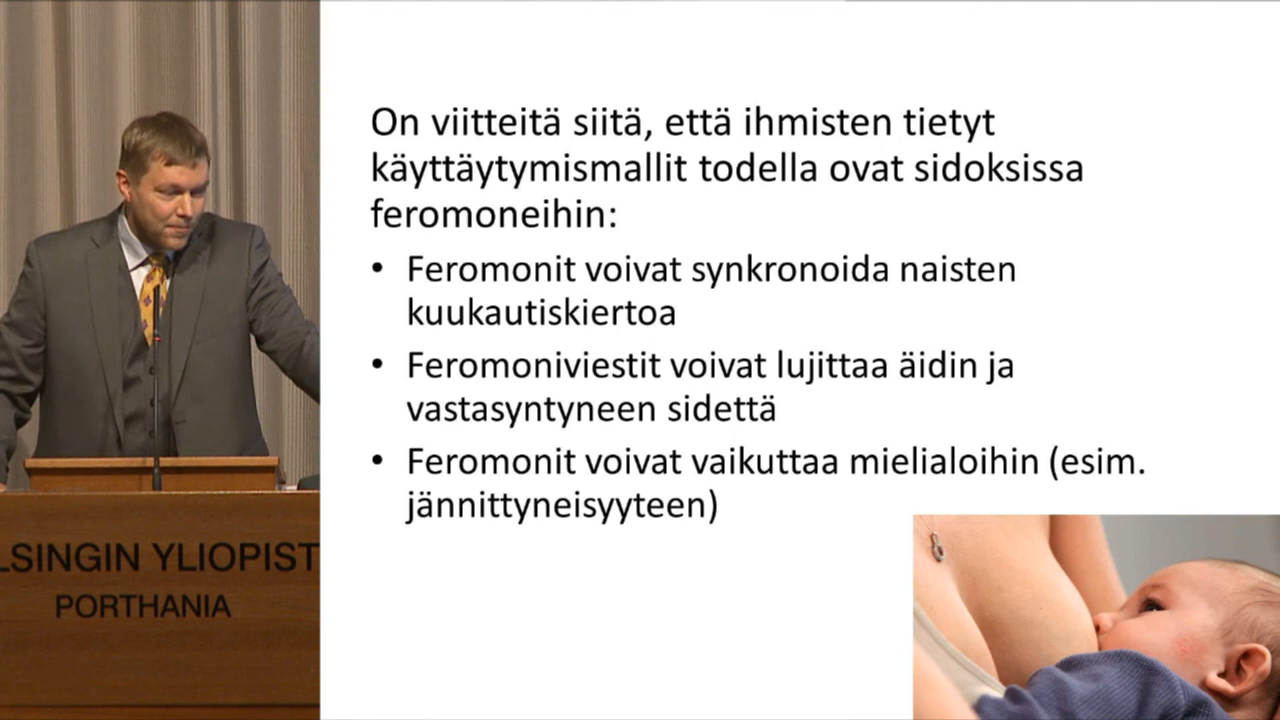 On viitteitä siitä, että ihmisten tietyt
käyttäytymismallit todella ovat sidoksissa
feromoneihin:
• Feromonit voivat synkronoida naisten
kuukautiskiertoa
• Feromoniviestit voivat lujittaa äidin ja
vastasyntyneen sidettä
• Feromonit voivat vaikuttaa mielialoihin (esim.
jännittyneisyyteen)
LSINGIN YLIOPIST
PORTHANIA